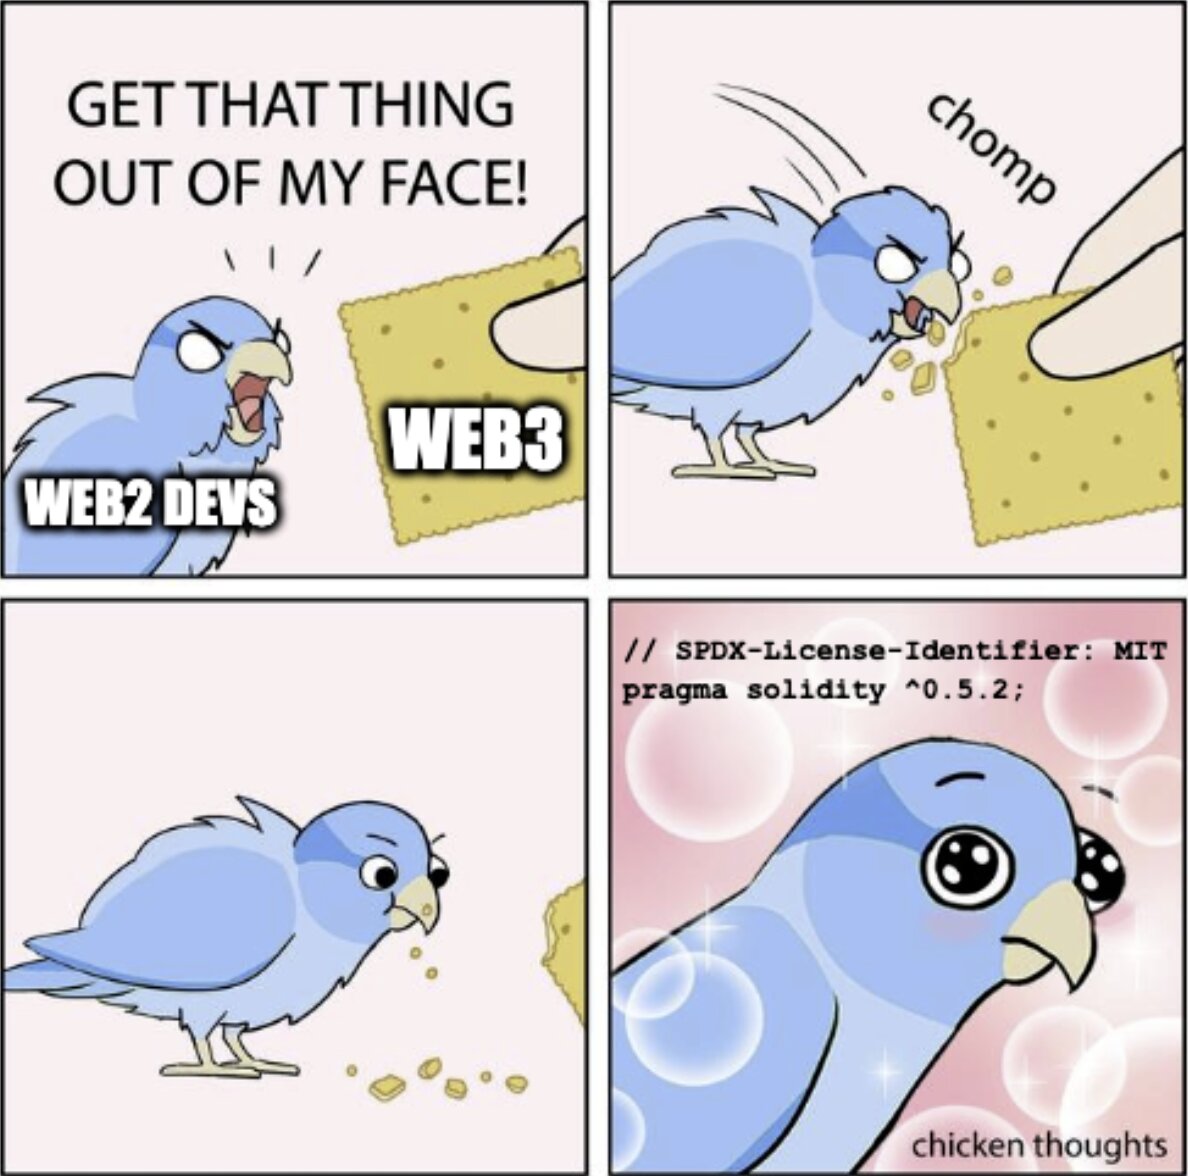 GET THAT THING
OUT OF MY FACE!
WEB3
WEB2 DEVS
chomp
// SPDX-License-Identifier: MIT
pragma solidity ^0.5.2;
chicken thoughts